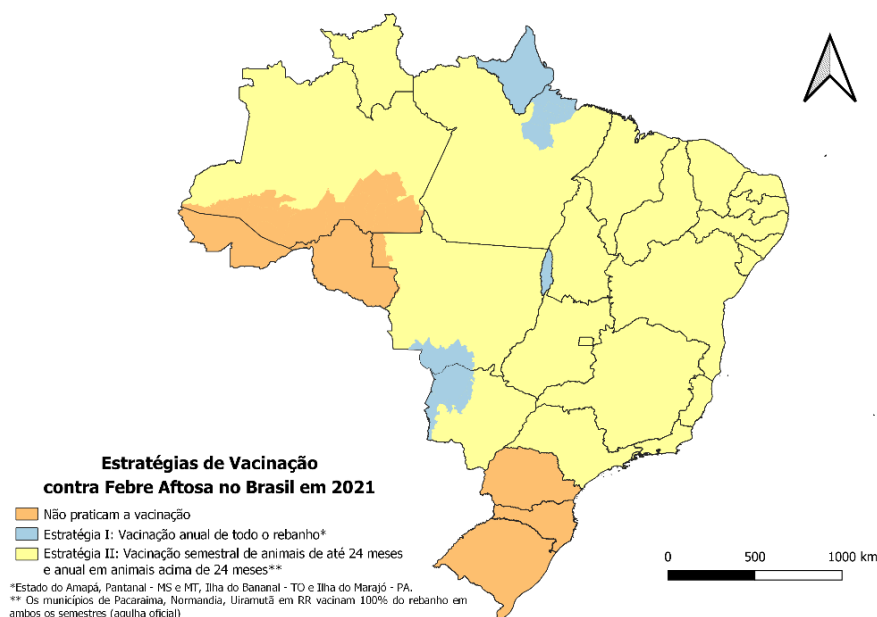 Estratégias de Vacinação
contra Febre Aftosa no Brasil em 2021
Não praticam a vacinação
Estratégia I: Vacinação anual de todo o rebanho*
Estratégia II: Vacinação semestral de animais de até 24 meses
e anual em animais acima de 24 meses**
*Estado do Amapá, Pantanal - MS e MT, Ilha do Bananal - TO e Ilha do Marajó - PA.
** Os municípios de Pacaraima, Normandia, Uiramutã em RR vacinam 100% do rebanho em
ambos os semestres (agulha oficial)
0 500 1000 km